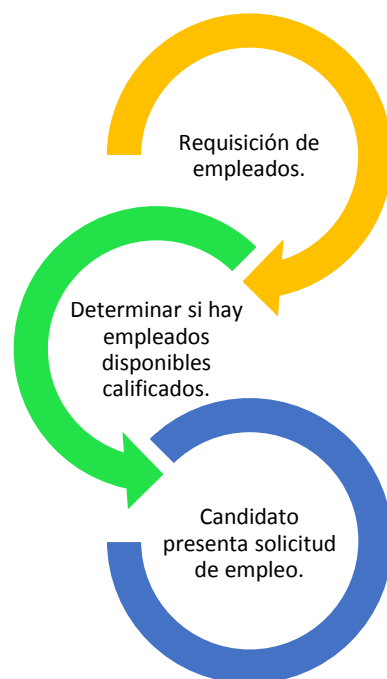 Requisición de
empleados.
Determinar si hay
empleados
disponibles
calificados.
Candidato
presenta solicitud
de empleo.